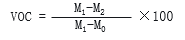 VOC = (M₁−M₂)/(M₁−M₀) ×100